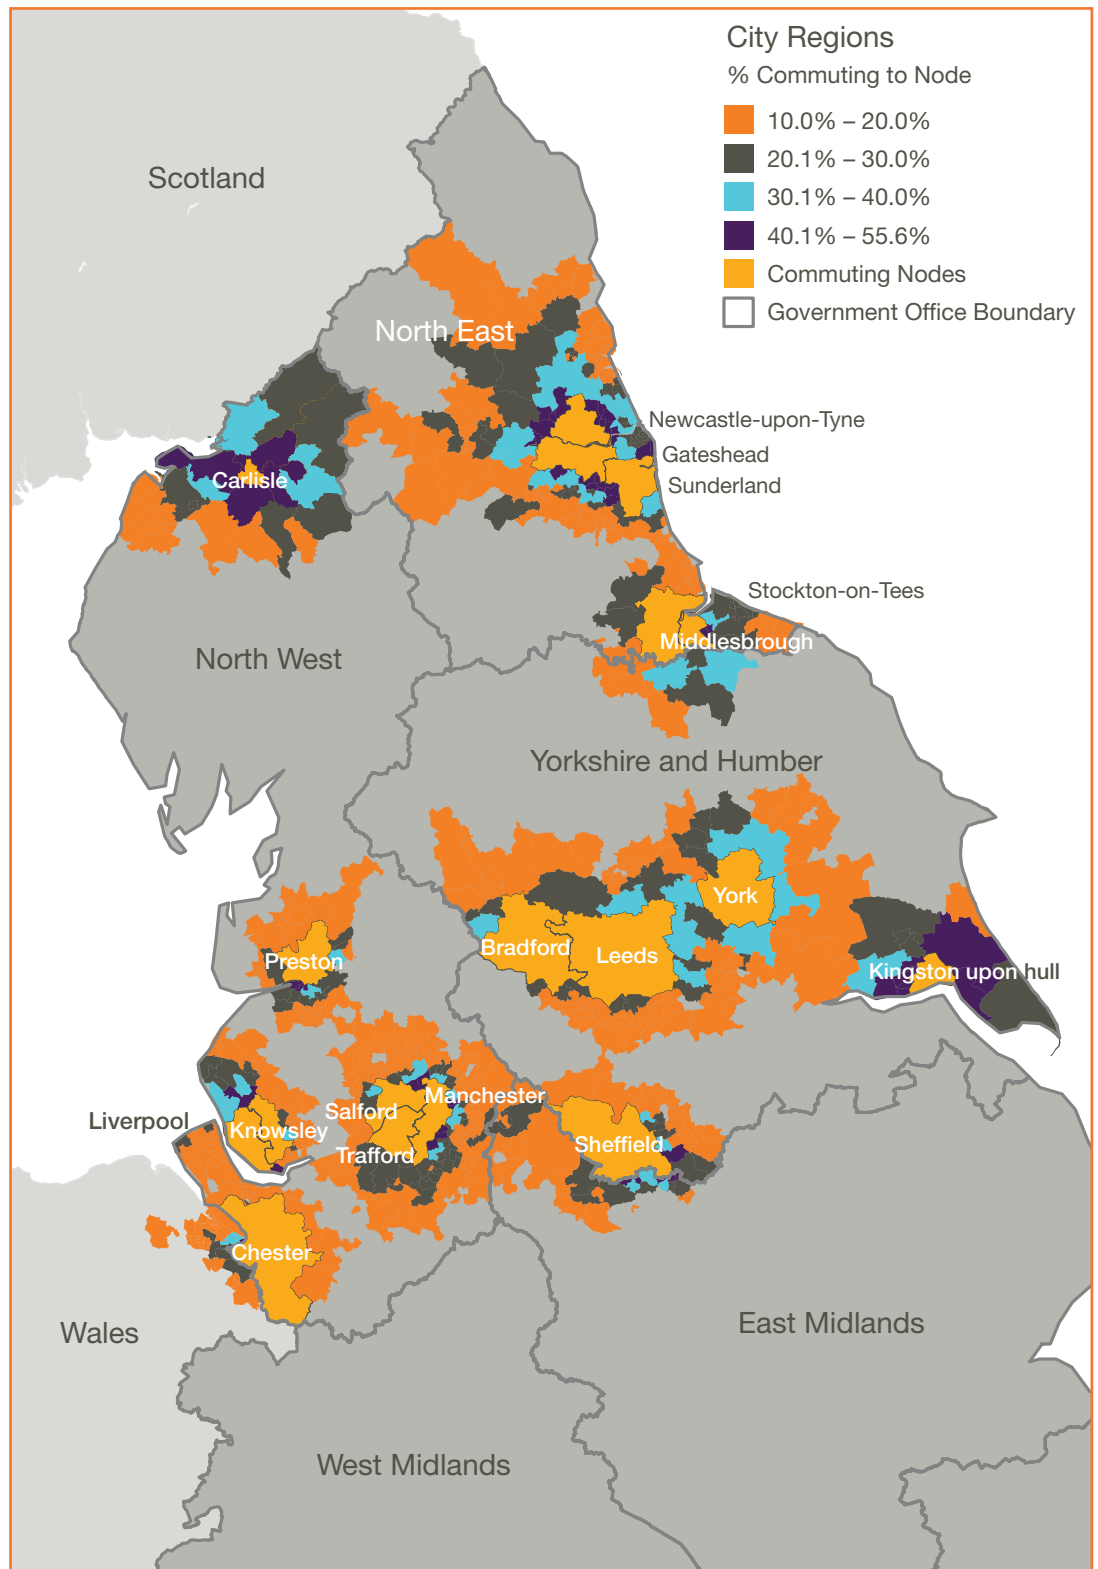 City Regions
% Commuting to Node
10.0% – 20.0%
20.1% – 30.0%
30.1% – 40.0%
40.1% – 55.6%
Commuting Nodes
Government Office Boundary
Scotland
North East
Newcastle-upon-Tyne
Gateshead
Carlisle
Sunderland
Stockton-on-Tees
Middlesbrough
North West
Yorkshire and Humber
York
Bradford
Leeds
Preston
Kingston upon hull
Manchester
Salford
Liverpool
Knowsley
Sheffield
Trafford
Chester
Wales
East Midlands
West Midlands